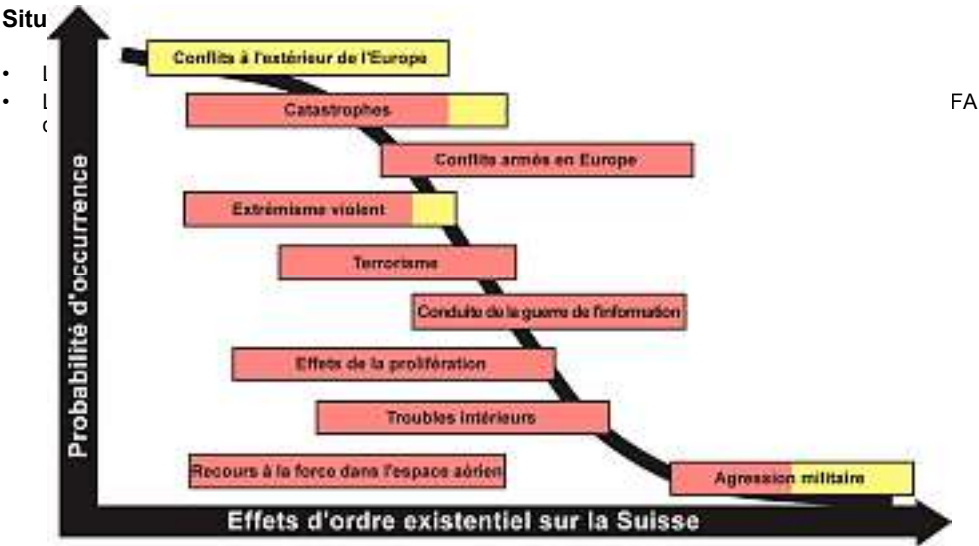 Situ
Conflits à l'extérieur de l'Europe
Catastrophes
FA
Conflits armés en Europe
Extrémisme violent
Terrorisme
Conduite de la guerre de l'information
Effets de la prolifération
Troubles intérieurs
Recours à la force dans l'espace aérien
Agression militaire
Probabilité d'occurrence
Effets d'ordre existentiel sur la Suisse